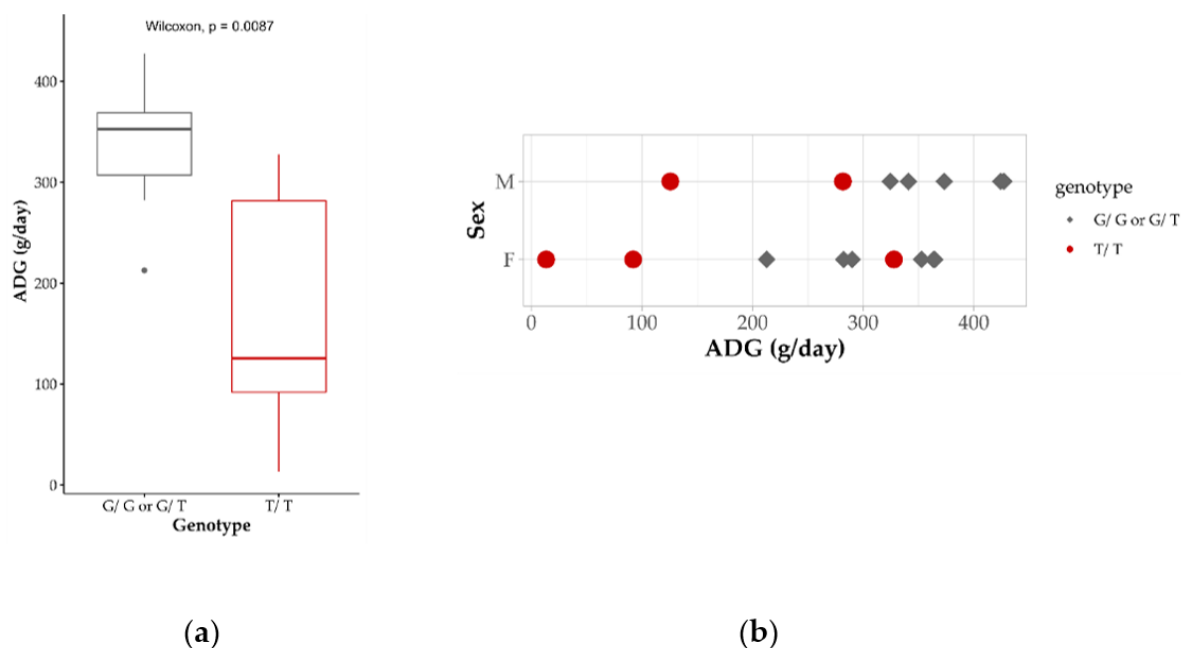 Wilcoxon, p = 0.0087
400
300
200
100
0
ADG (g/day)
G/ G or G/ T
T/ T
Genotype
(a)
M
F
Sex
0
100
200
300
400
ADG (g/day)
genotype
G/ G or G/ T
T/ T
(b)